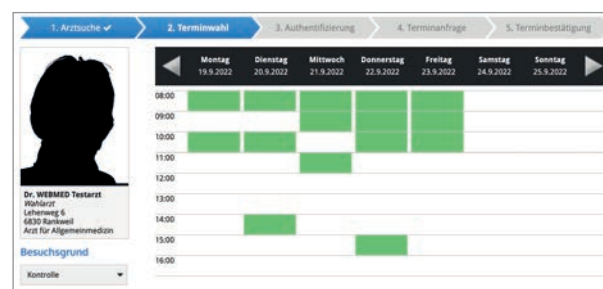 1. Arztsuche ✓ 2. Terminwahl 3. Authentifizierung 4. Terminanfrage 5. Terminbestätigung
Montag Dienstag Mittwoch Donnerstag Freitag Samstag Sonntag
19.9.2022 20.9.2022 21.9.2022 22.9.2022 23.9.2022 24.9.2022 25.9.2022
08:00
09:00
10:00
11:00
12:00
13:00
14:00
15:00
16:00
Dr. WEBMED Testarzt
Wahlarzt
Lehenweg 6
6830 Rankweil
Arzt für Allgemeinmedizin
Besuchsgrund
Kontrolle